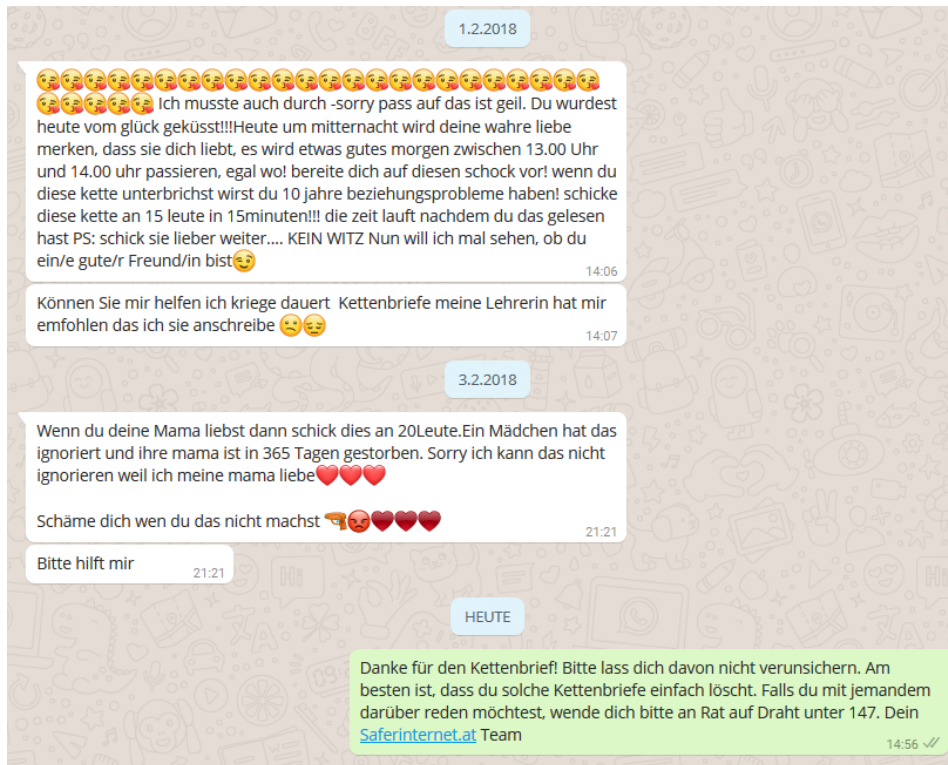 1.2.2018
😘😘😘😘😘😘😘😘😘😘😘😘😘😘😘😘😘😘😘😘😘😘😘😘
😘😘😘😘😘 Ich musste auch durch -sorry pass auf das ist geil. Du wurdest
heute vom glück geküsst!!!Heute um mitternacht wird deine wahre liebe
merken, dass sie dich liebt, es wird etwas gutes morgen zwischen 13.00 Uhr
und 14.00 uhr passieren, egal wo! bereite dich auf diesen schock vor! wenn du
diese kette unterbrichst wirst du 10 jahre beziehungsprobleme haben! schicke
diese kette an 15 leute in 15minuten!!! die zeit lauft nachdem du das gelesen
hast PS: schick sie lieber weiter.... KEIN WITZ Nun will ich mal sehen, ob du
ein/e gute/r Freund/in bist😉
14:06
Können Sie mir helfen ich kriege dauert Kettenbriefe meine Lehrerin hat mir
emfohlen das ich sie anschreibe 🙁😔
14:07
3.2.2018
Wenn du deine Mama liebst dann schick dies an 20Leute.Ein Mädchen hat das
ignoriert und ihre mama ist in 365 Tagen gestorben. Sorry ich kann das nicht
ignorieren weil ich meine mama liebe❤❤❤
Schäme dich wen du das nicht machst 🔫😡❤❤❤
21:21
Bitte hilft mir
21:21
HEUTE
Danke für den Kettenbrief! Bitte lass dich davon nicht verunsichern. Am
besten ist, dass du solche Kettenbriefe einfach löscht. Falls du mit jemandem
darüber reden möchtest, wende dich bitte an Rat auf Draht unter 147. Dein
Saferinternet.at Team
14:56